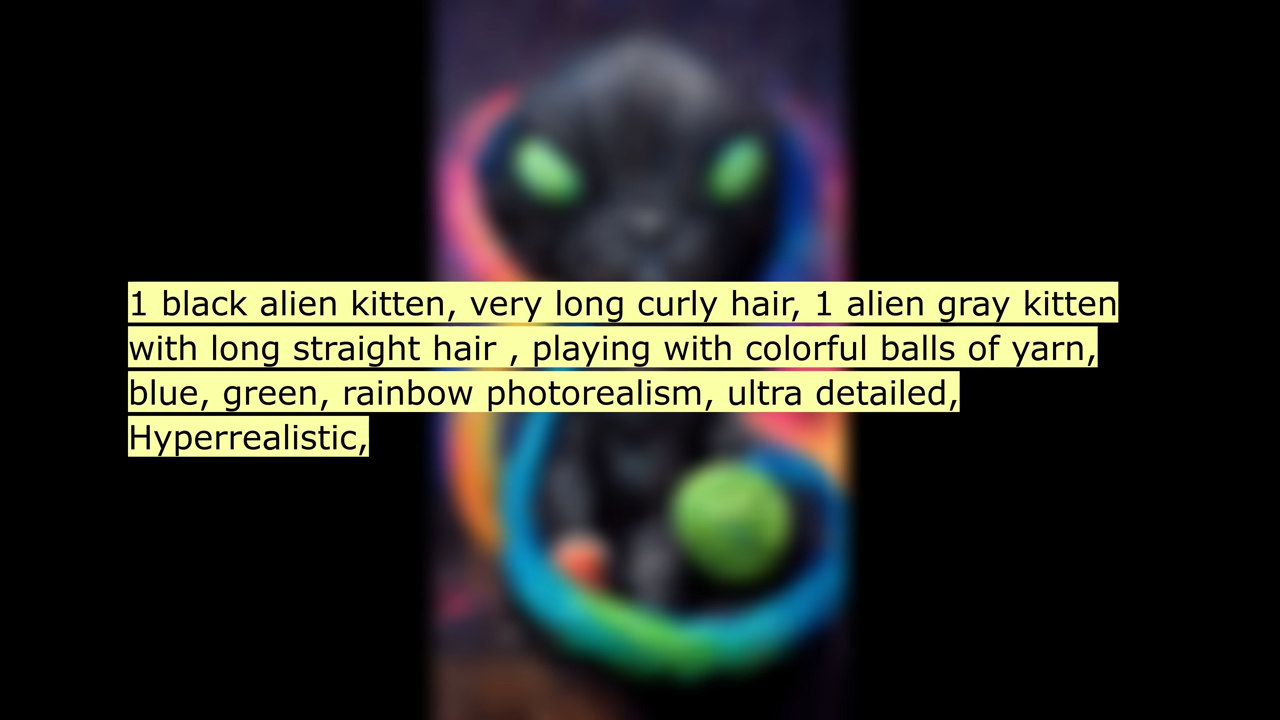 1 black alien kitten, very long curly hair, 1 alien gray kitten
with long straight hair , playing with colorful balls of yarn,
blue, green, rainbow photorealism, ultra detailed,
Hyperrealistic,